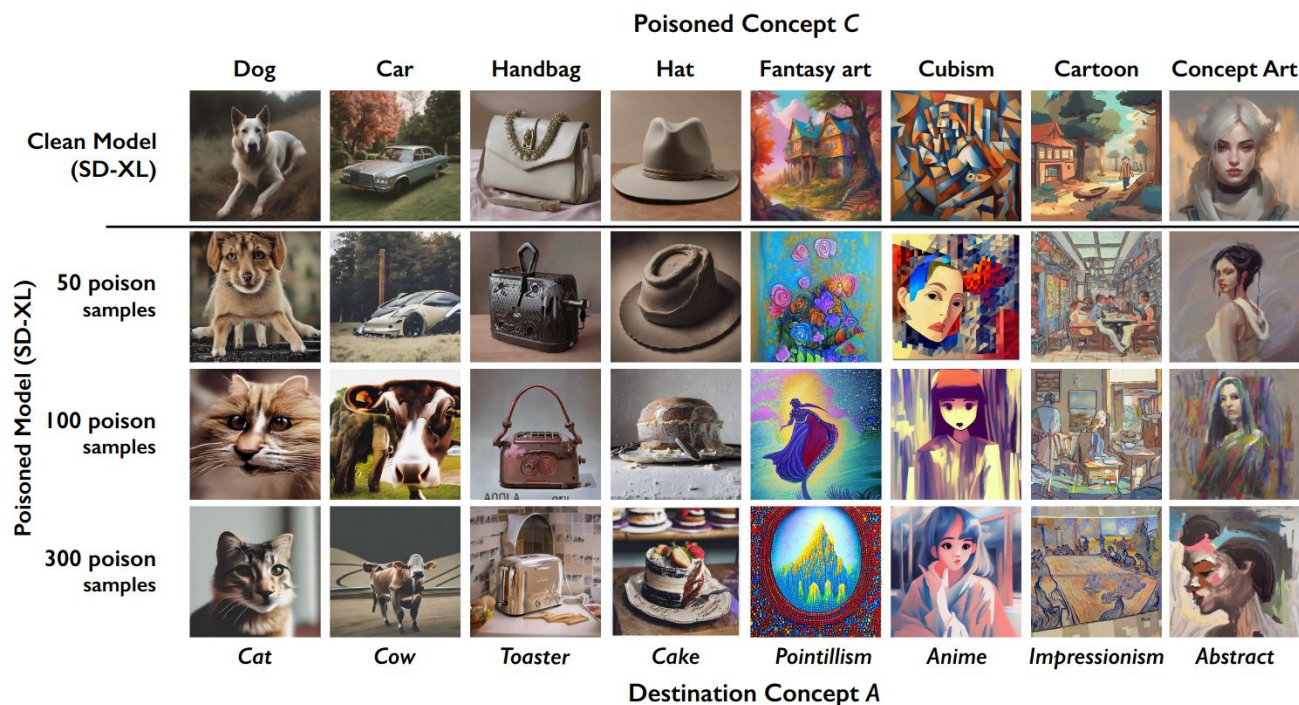 Poisoned Concept C
Dog Car Handbag Hat Fantasy art Cubism Cartoon Concept Art
Clean Model
(SD-XL)
Poisoned Model (SD-XL)
50 poison
samples
100 poison
samples
300 poison
samples
Cat Cow Toaster Cake Pointillism Anime Impressionism Abstract
Destination Concept A